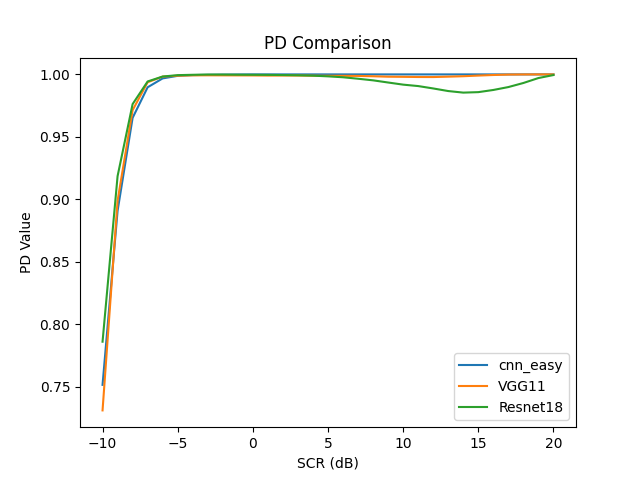 PD Comparison
1.00
0.95
0.90
0.85
0.80
0.75
PD Value
cnn_easy
VGG11
Resnet18
−10
−5
0
5
10
15
20
SCR (dB)